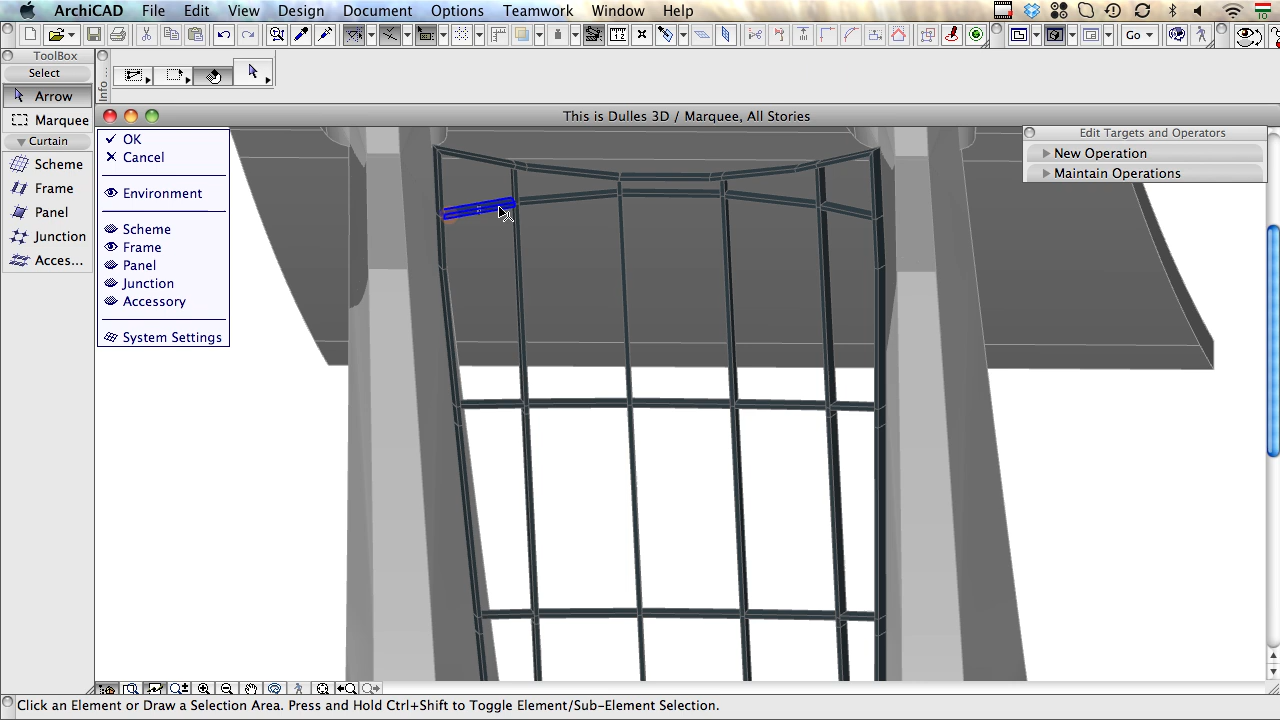 ArchiCAD File Edit View Design Document Options Teamwork Window Help
Go
ToolBox
Select
Arrow
Marquee
Curtain
Scheme
Frame
Panel
Junction
Acces...
Info ...
This is Dulles 3D / Marquee, All Stories
OK
Cancel
Environment
Scheme
Frame
Panel
Junction
Accessory
System Settings
Edit Targets and Operators
New Operation
Maintain Operations
Click an Element or Draw a Selection Area. Press and Hold Ctrl+Shift to Toggle Element/Sub-Element Selection.